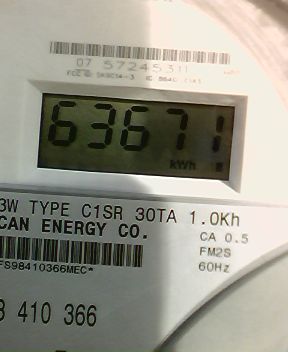 07 57245311
63671
kWh
3W TYPE C1SR 30TA 1.0Kh
CAN ENERGY CO.
CA 0.5
FM2S
60Hz
FS98410366MEC*
3 410 366